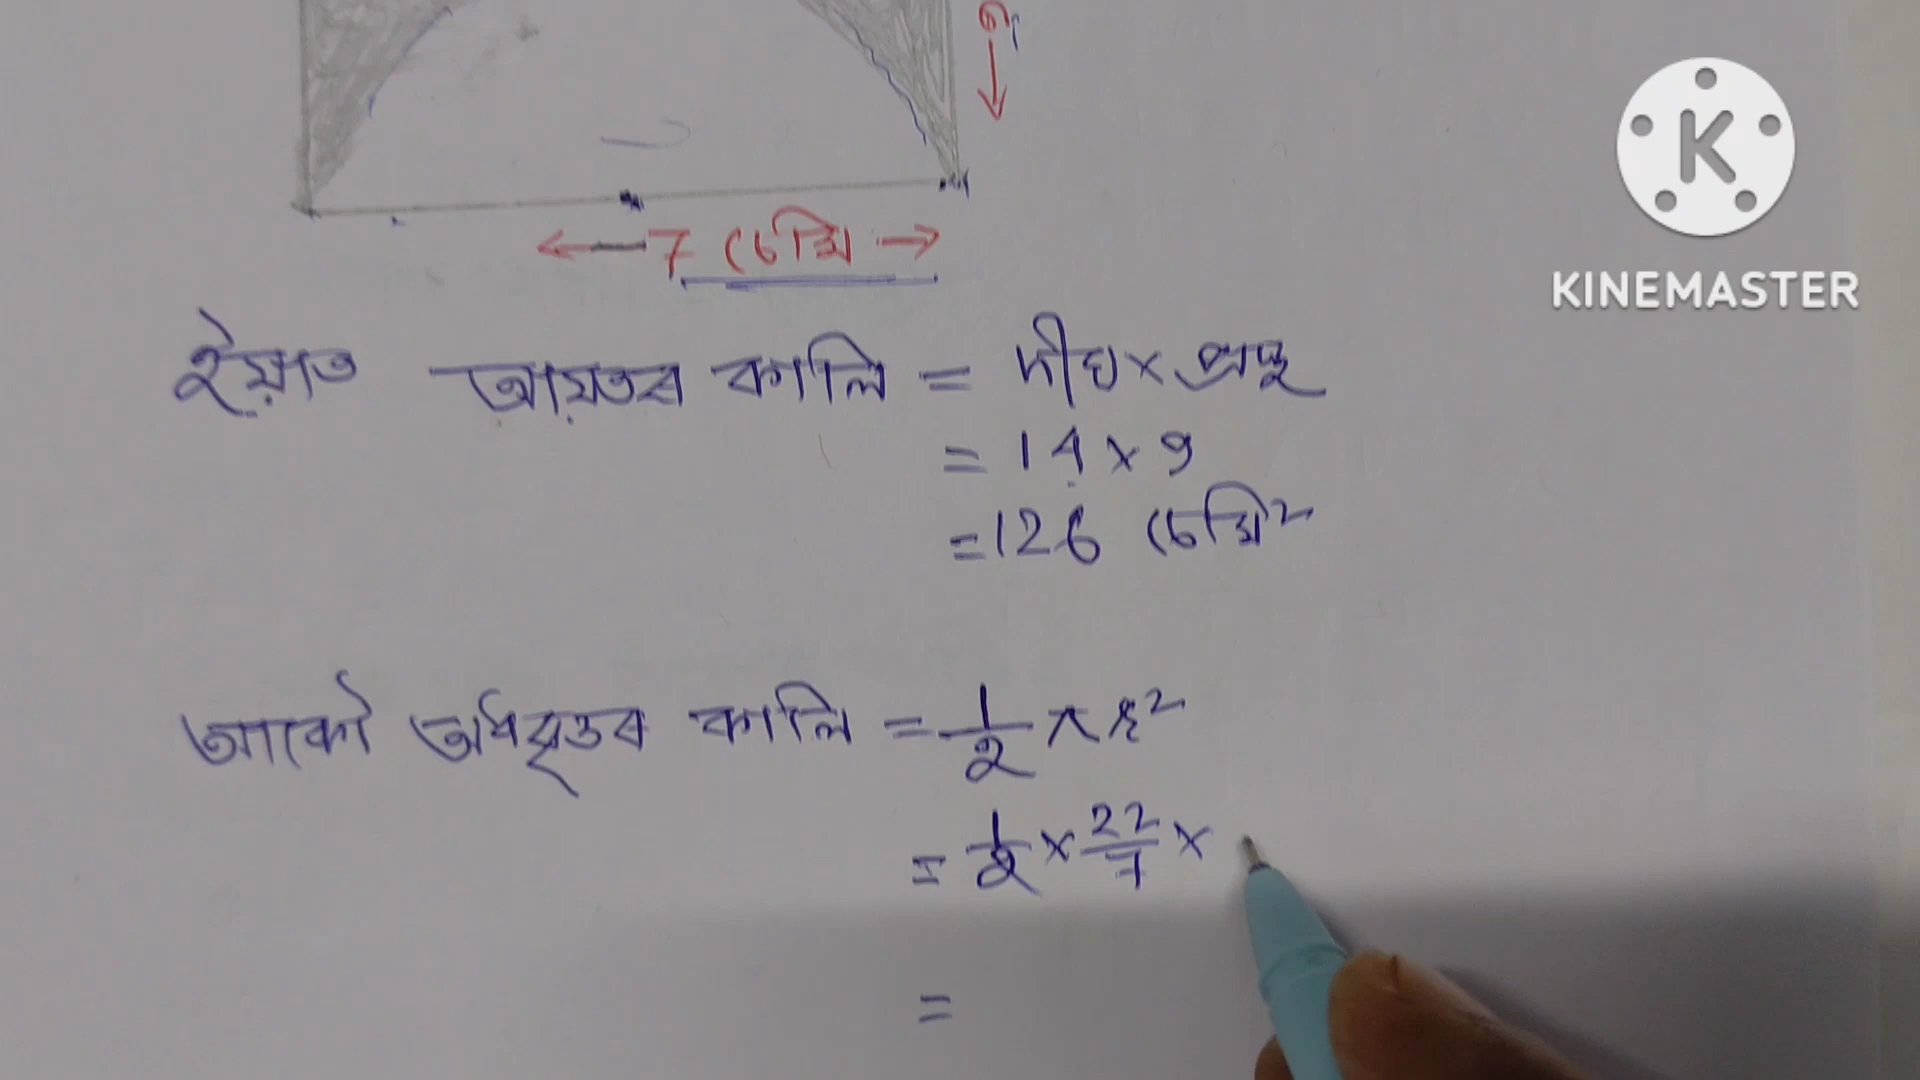 9
7 চেমি
KINEMASTER
ইয়াত আয়তৰ কালি = দীঘ × প্ৰস্থ
= 14 × 9
= 126 চেমি²
আকৌ অৰ্ধবৃত্তৰ কালি = 1/2 πr²
= 1/2 × 22/7 ×
=